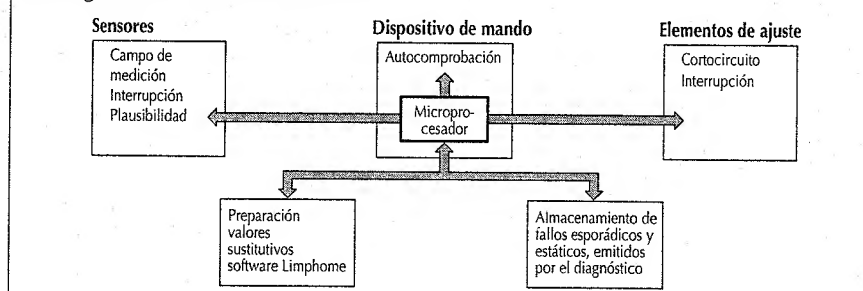 Sensores
Dispositivo de mando
Elementos de ajuste
Campo de
medición
Interrupción
Plausibilidad
Autocomprobación
Micropro-
cesador
Cortocircuito
Interrupción
Preparación
valores
sustitutivos
software Limphome
Almacenamiento de
fallos esporádicos y
estáticos, emitidos
por el diagnóstico